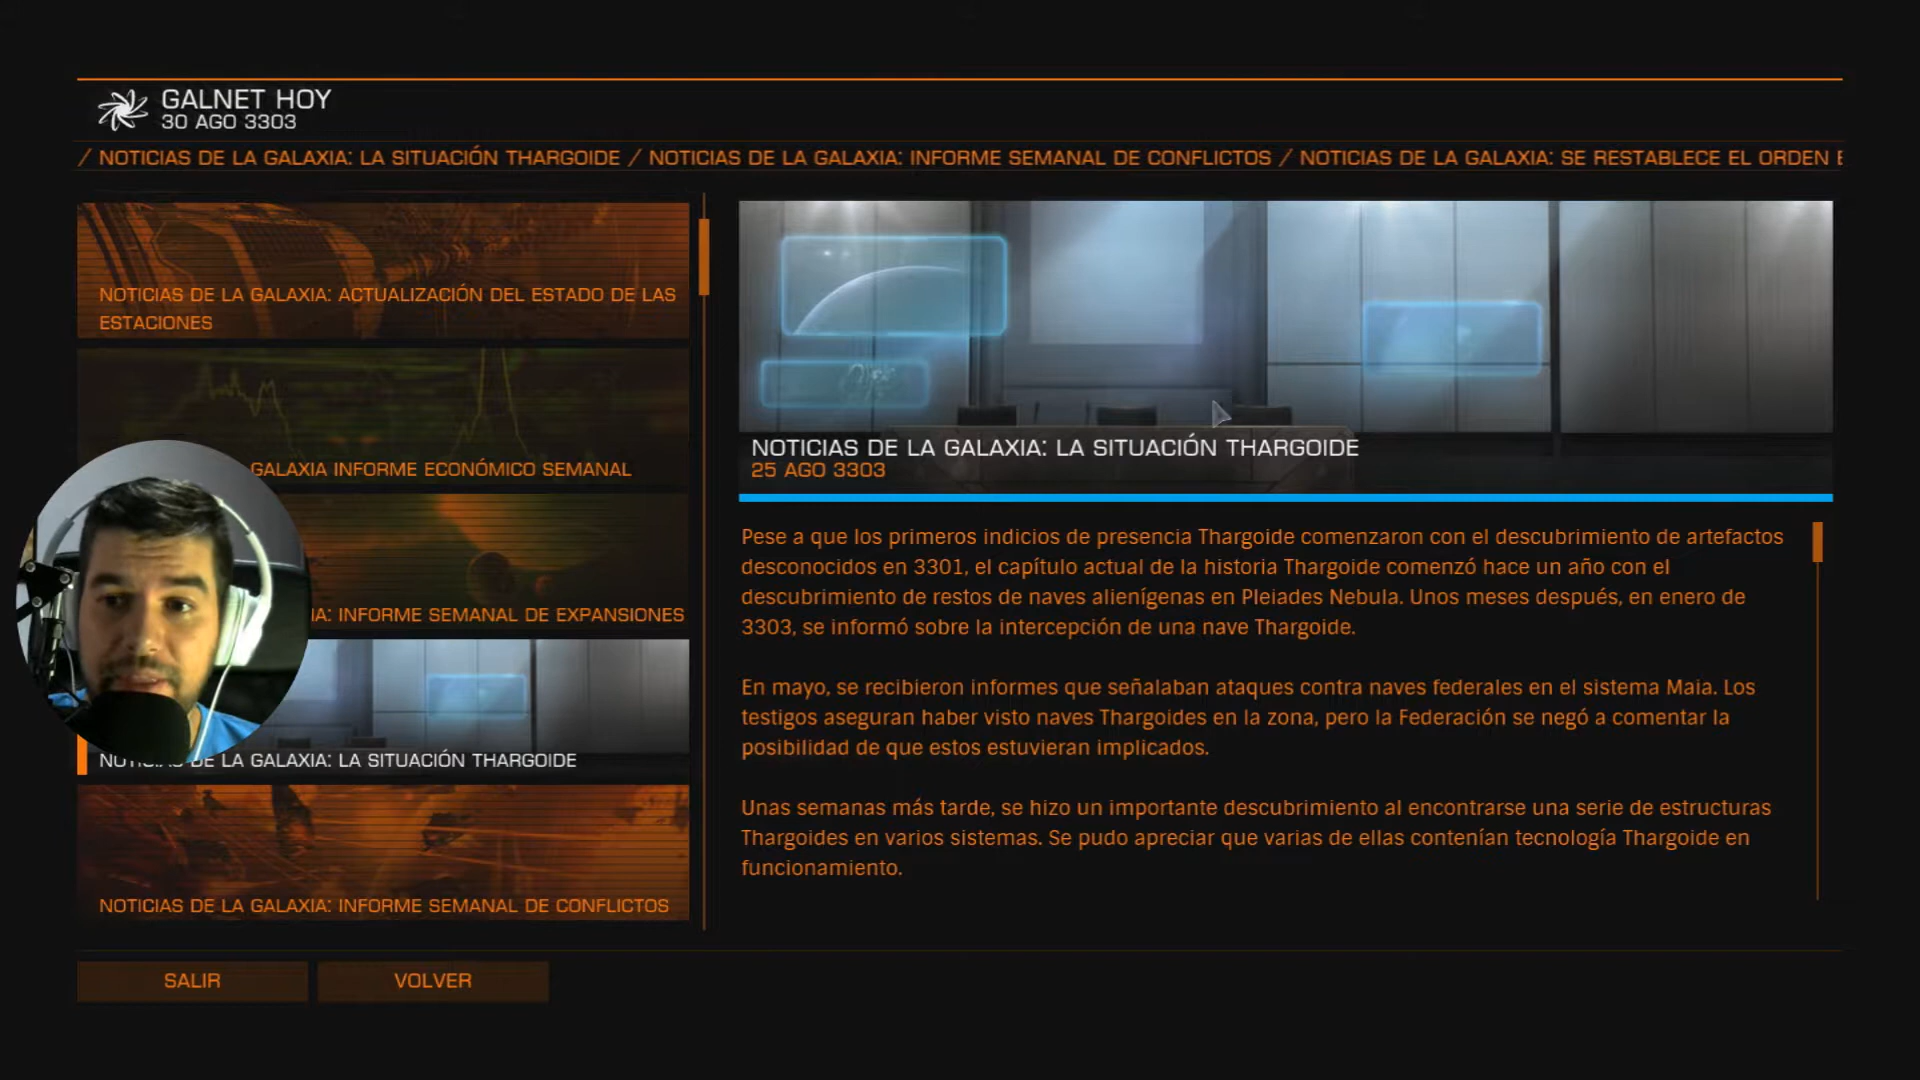 GALNET HOY
30 AGO 3303
/ NOTICIAS DE LA GALAXIA: LA SITUACIÓN THARGOIDE / NOTICIAS DE LA GALAXIA: INFORME SEMANAL DE CONFLICTOS / NOTICIAS DE LA GALAXIA: SE RESTABLECE EL ORDEN
NOTICIAS DE LA GALAXIA: ACTUALIZACIÓN DEL ESTADO DE LAS
ESTACIONES
GALAXIA INFORME ECONÓMICO SEMANAL
INFORME SEMANAL DE EXPANSIONES
DE LA GALAXIA: LA SITUACIÓN THARGOIDE
NOTICIAS DE LA GALAXIA: INFORME SEMANAL DE CONFLICTOS
NOTICIAS DE LA GALAXIA: LA SITUACIÓN THARGOIDE
25 AGO 3303
Pese a que los primeros indicios de presencia Thargoide comenzaron con el descubrimiento de artefactos
desconocidos en 3301, el capítulo actual de la historia Thargoide comenzó hace un año con el
descubrimiento de restos de naves alienígenas en Pleiades Nebula. Unos meses después, en enero de
3303, se informó sobre la intercepción de una nave Thargoide.
En mayo, se recibieron informes que señalaban ataques contra naves federales en el sistema Maia. Los
testigos aseguran haber visto naves Thargoides en la zona, pero la Federación se negó a comentar la
posibilidad de que estos estuvieran implicados.
Unas semanas más tarde, se hizo un importante descubrimiento al encontrarse una serie de estructuras
Thargoides en varios sistemas. Se pudo apreciar que varias de ellas contenían tecnología Thargoide en
funcionamiento.
SALIR
VOLVER